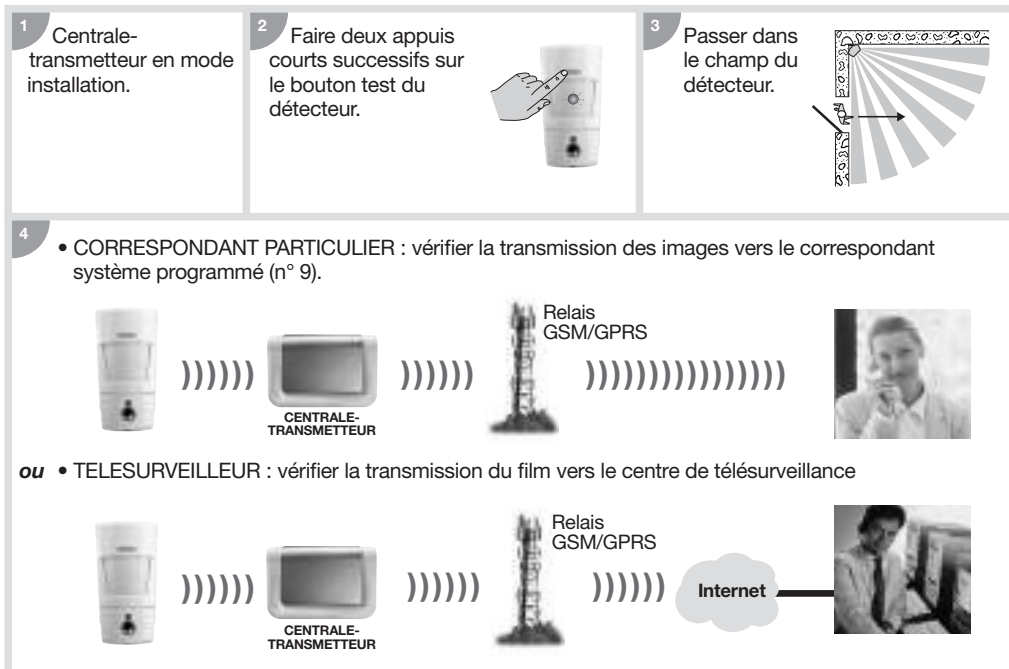 1
Centrale-
transmetteur en mode
installation.
2
Faire deux appuis
courts successifs sur
le bouton test du
détecteur.
3
Passer dans
le champ du
détecteur.
4
• CORRESPONDANT PARTICULIER : vérifier la transmission des images vers le correspondant
système programmé (n° 9).
Relais
GSM/GPRS
CENTRALE-
TRANSMETTEUR
ou • TELESURVEILLEUR : vérifier la transmission du film vers le centre de télésurveillance
Relais
GSM/GPRS
Internet
CENTRALE-
TRANSMETTEUR